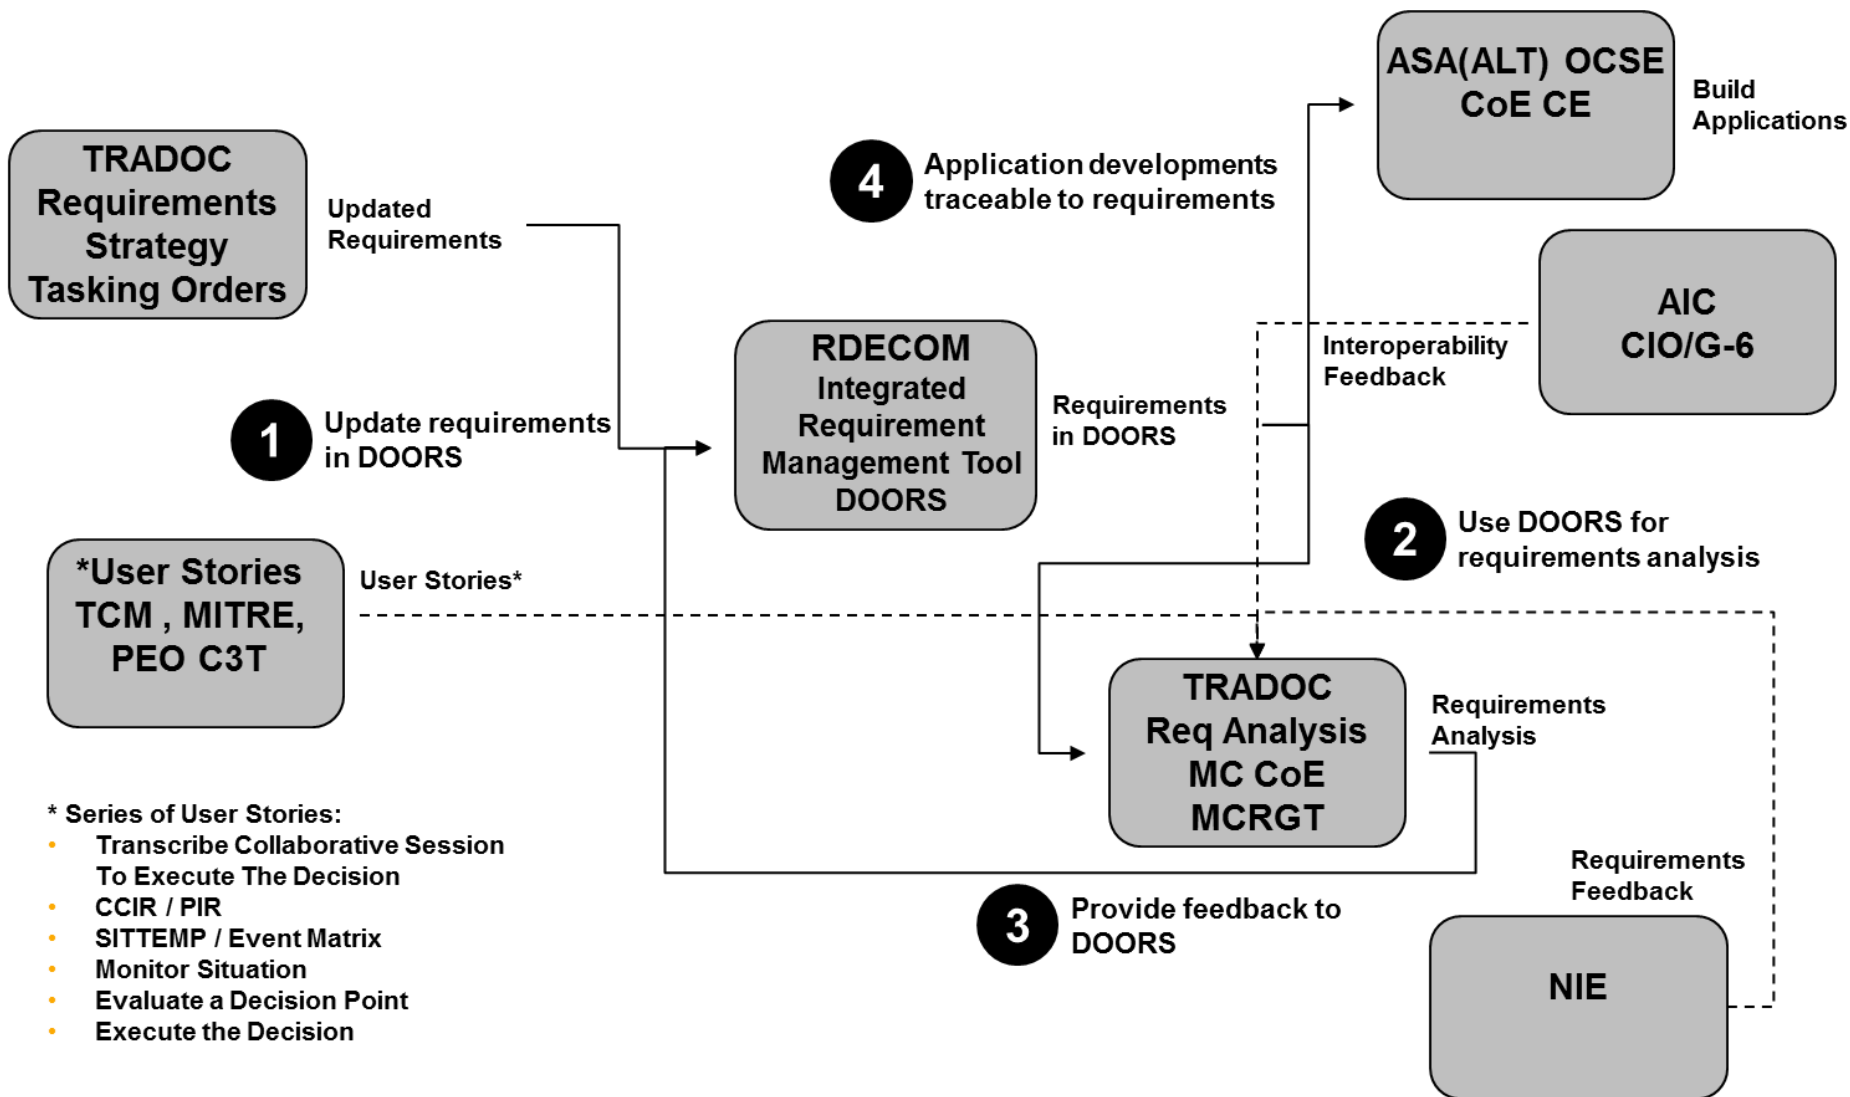 ASA(ALT) OCSE
CoE CE
Build
Applications
TRADOC
Requirements
Strategy
Tasking Orders
Updated
Requirements
4
Application developments
traceable to requirements
AIC
CIO/G-6
Interoperability
Feedback
RDECOM
Integrated
Requirement
Management Tool
DOORS
Requirements
in DOORS
1
Update requirements
in DOORS
2
Use DOORS for
requirements analysis
*User Stories
TCM , MITRE,
PEO C3T
User Stories*
TRADOC
Req Analysis
MC CoE
MCRGT
Requirements
Analysis
* Series of User Stories:
• Transcribe Collaborative Session
To Execute The Decision
• CCIR / PIR
• SITTEMP / Event Matrix
• Monitor Situation
• Evaluate a Decision Point
• Execute the Decision
3
Provide feedback to
DOORS
Requirements
Feedback
NIE